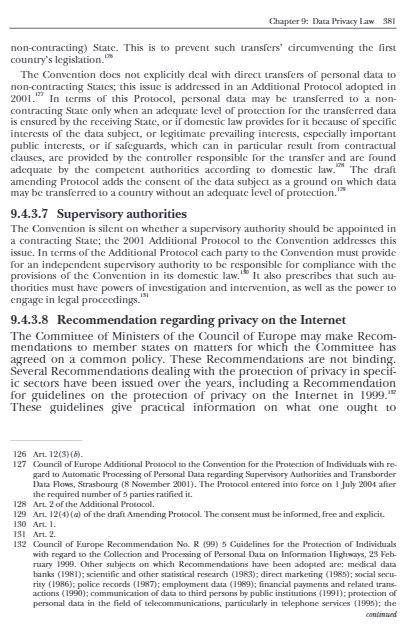 Chapter 9: Data Privacy Law 381
non-contracting) State. This is to prevent such transfers' circumventing the first
country's legislation.126
The Convention does not explicitly deal with direct transfers of personal data to
non-contracting States; this issue is addressed in an Additional Protocol adopted in
2001.127 In terms of this Protocol, personal data may be transferred to a non-
contracting State only when an adequate level of protection for the transferred data
is ensured by the receiving State, or if domestic law provides for it because of specific
interests of the data subject, or legitimate prevailing interests, especially important
public interests, or if safeguards, which can in particular result from contractual
clauses, are provided by the controller responsible for the transfer and are found
adequate by the competent authorities according to domestic law.128 The draft
amending Protocol adds the consent of the data subject as a ground on which data
may be transferred to a country without an adequate level of protection.129
9.4.3.7 Supervisory authorities
The Convention is silent on whether a supervisory authority should be appointed in
a contracting State; the 2001 Additional Protocol to the Convention addresses this
issue. In terms of the Additional Protocol each party to the Convention must provide
for an independent supervisory authority to be responsible for compliance with the
provisions of the Convention in its domestic law.130 It also prescribes that such au-
thorities must have powers of investigation and intervention, as well as the power to
engage in legal proceedings.131
9.4.3.8 Recommendation regarding privacy on the Internet
The Committee of Ministers of the Council of Europe may make Recom-
mendations to member states on matters for which the Committee has
agreed on a common policy. These Recommendations are not binding.
Several Recommendations dealing with the protection of privacy in specif-
ic sectors have been issued over the years, including a Recommendation
for guidelines on the protection of privacy on the Internet in 1999.132
These guidelines give practical information on what one ought to
126 Art. 12(3)(b).
127 Council of Europe Additional Protocol to the Convention for the Protection of Individuals with re-
gard to Automatic Processing of Personal Data regarding Supervisory Authorities and Transborder
Data Flows, Strasbourg (8 November 2001). The Protocol entered into force on 1 July 2004 after
the required number of 5 parties ratified it.
128 Art. 2 of the Additional Protocol.
129 Art. 12(4)(a) of the draft Amending Protocol. The consent must be informed, free and explicit.
130 Art. 1.
131 Art. 2.
132 Council of Europe Recommendation No. R (99) 5 Guidelines for the Protection of Individuals
with regard to the Collection and Processing of Personal Data on Information Highways, 23 Feb-
ruary 1999. Other subjects on which Recommendations have been adopted are: medical data
banks (1981); scientific and other statistical research (1983); direct marketing (1985); social secu-
rity (1986); police records (1987); employment data (1989); financial payments and related trans-
actions (1990); communication of data to third persons by public institutions (1991); protection of
personal data in the field of telecommunications, particularly in telephone services (1995); the
continued